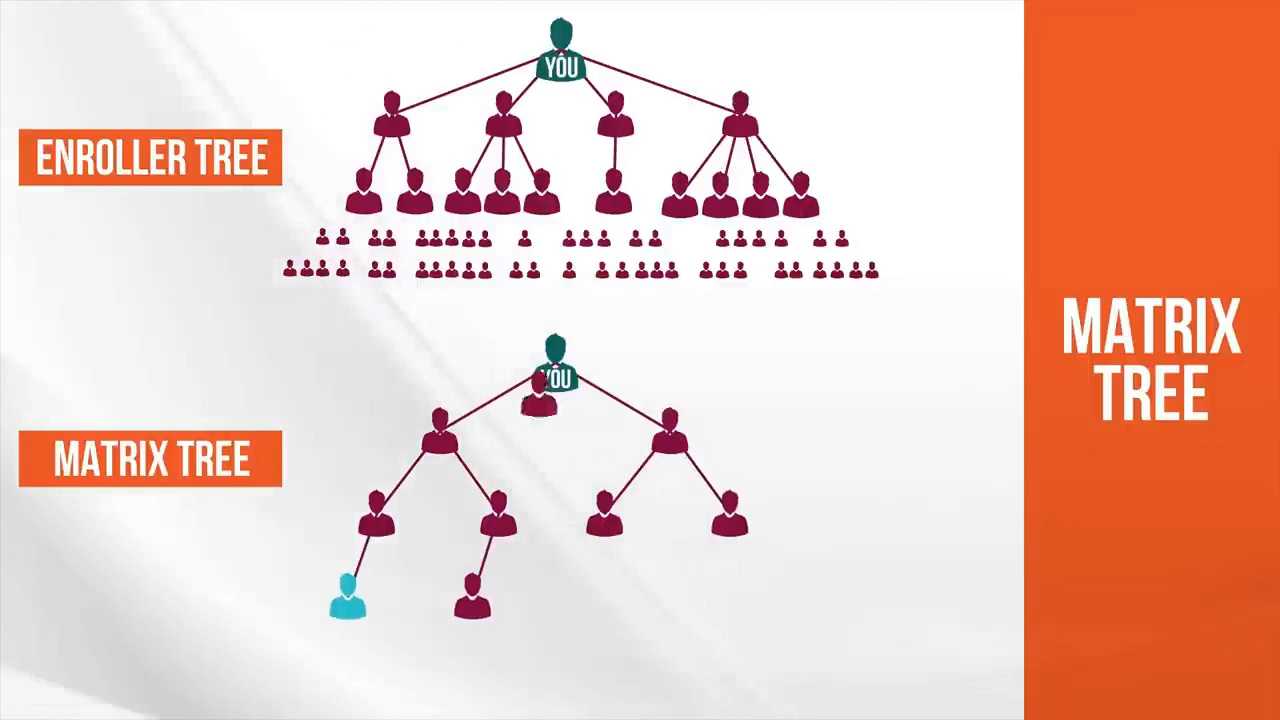 YOU
ENROLLER TREE
YOU
MATRIX TREE
MATRIX
TREE